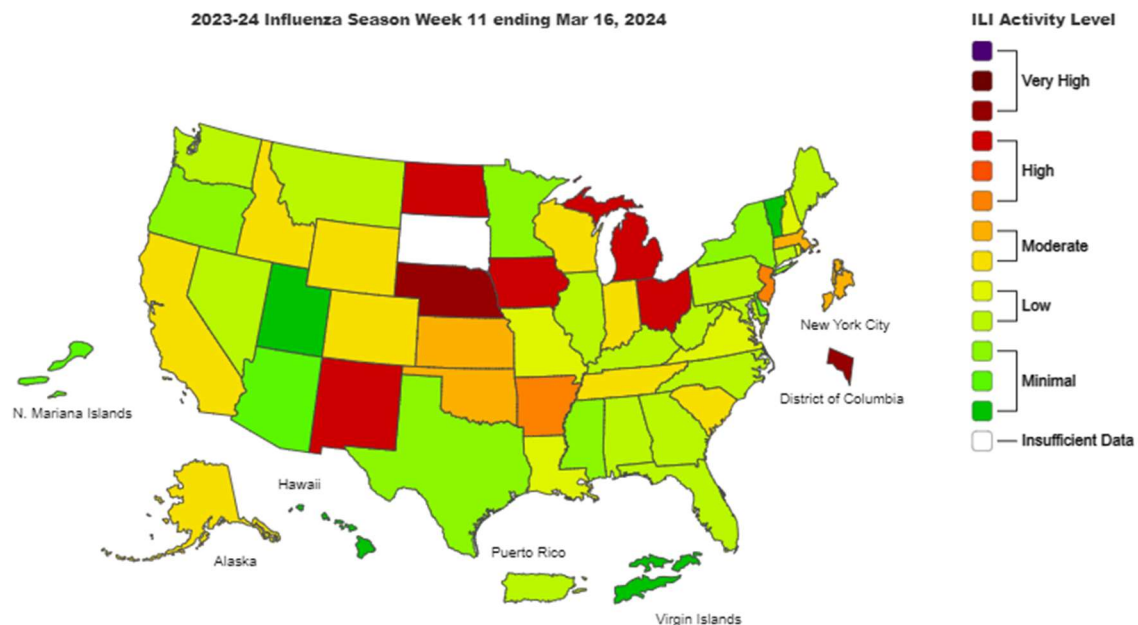 2023-24 Influenza Season Week 11 ending Mar 16, 2024
ILI Activity Level
Very High
High
Moderate
Low
Minimal
Insufficient Data
New York City
District of Columbia
N. Mariana Islands
Hawaii
Alaska
Puerto Rico
Virgin Islands